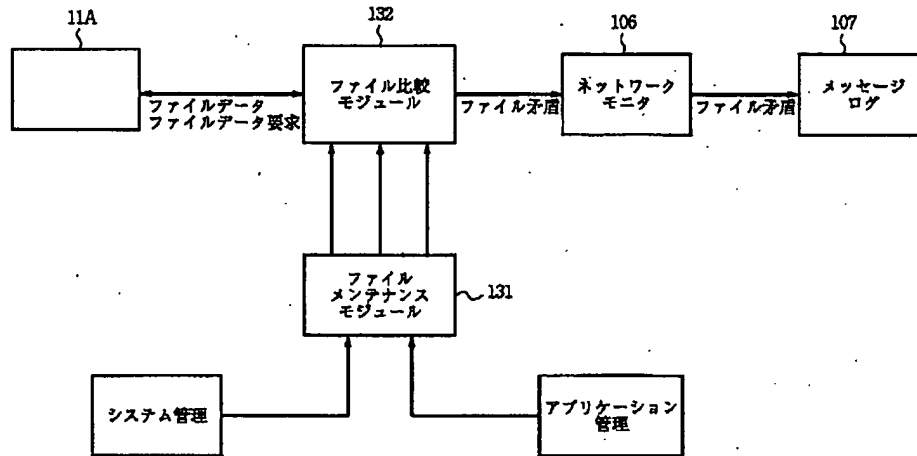 11A
132
106
107
ファイル比較
モジュール
ネットワーク
モニタ
メッセージ
ログ
ファイルデータ
ファイルデータ要求
ファイル矛盾
ファイル矛盾
ファイル
メンテナンス
モジュール
131
システム管理
アプリケーション
管理